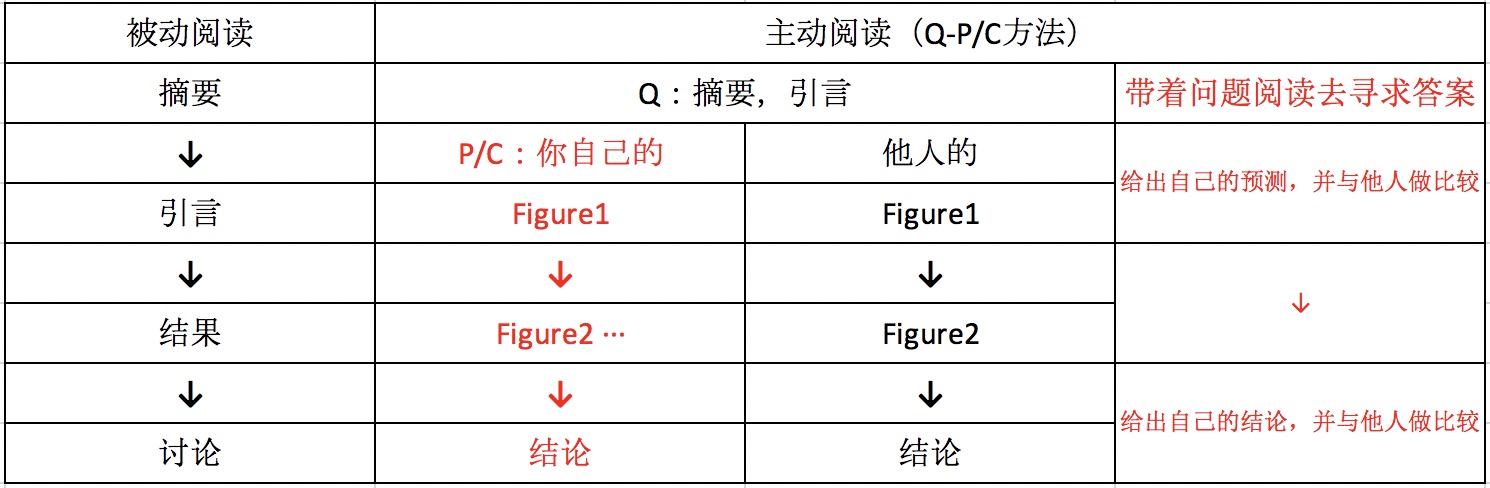 被动阅读 主动阅读（Q-P/C方法）
摘要 Q：摘要，引言 带着问题阅读去寻求答案
↓ P/C：你自己的 他人的 给出自己的预测，并与他人做比较
引言 Figure1 Figure1
↓ ↓ ↓ ↓
结果 Figure2 … Figure2
↓ ↓ ↓ 给出自己的结论，并与他人做比较
讨论 结论 结论